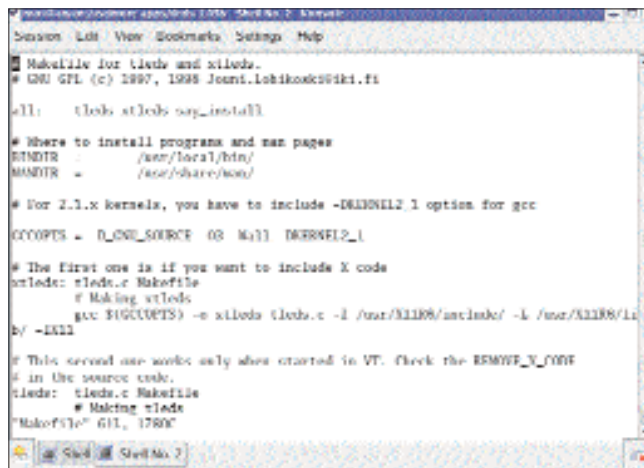 Session Edit View Bookmarks Settings Help
# Makefile for tleds and xtleds.
# GNU GPL (c) 1997, 1998 Jouni.Lohikoski@iki.fi
all: tleds xtleds say_install
# Where to install programs and man pages
BINDIR = /usr/local/bin/
MANDIR = /usr/share/man/
# For 2.1.x kernels, you have to include -DKERNEL2_1 option for gcc
GCCOPTS = -D_GNU_SOURCE -O3 -Wall -DKERNEL2_1
# The first one is if you want to include X code
xtleds: tleds.c Makefile
# Making xtleds
gcc $(GCCOPTS) -o xtleds tleds.c -I /usr/X11R6/include/ -L /usr/X11R6/li
b/ -lX11
# This second one works only when started in VT. Check the REMOVE_X_CODE
# in the source code.
tleds: tleds.c Makefile
# Making tleds
"Makefile" 61L, 1780C
Shell Shell No. 2